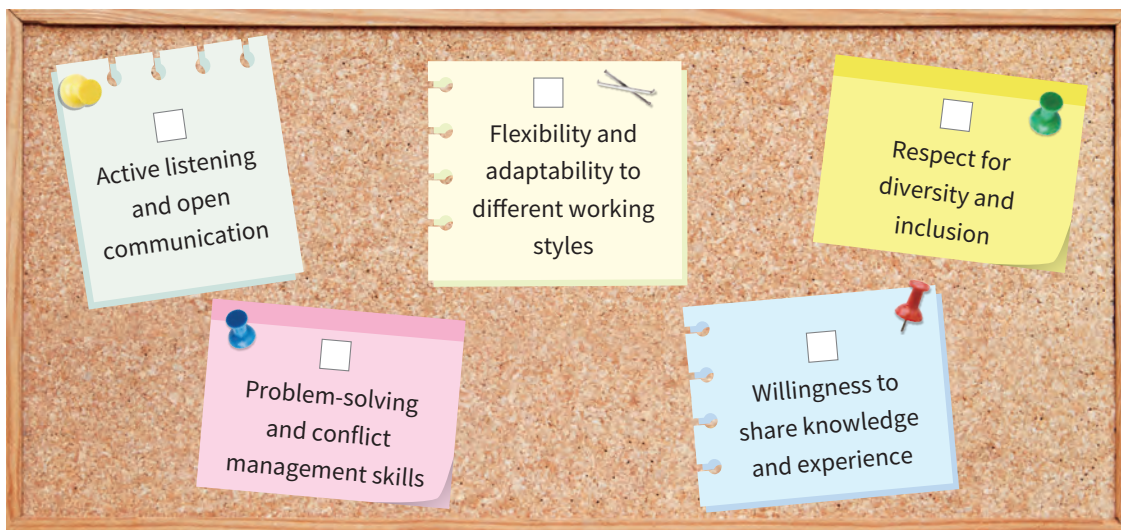 Active listening
and open
communication
Flexibility and
adaptability to
different working
styles
Respect for
diversity and
inclusion
Problem-solving
and conflict
management skills
Willingness to
share knowledge
and experience